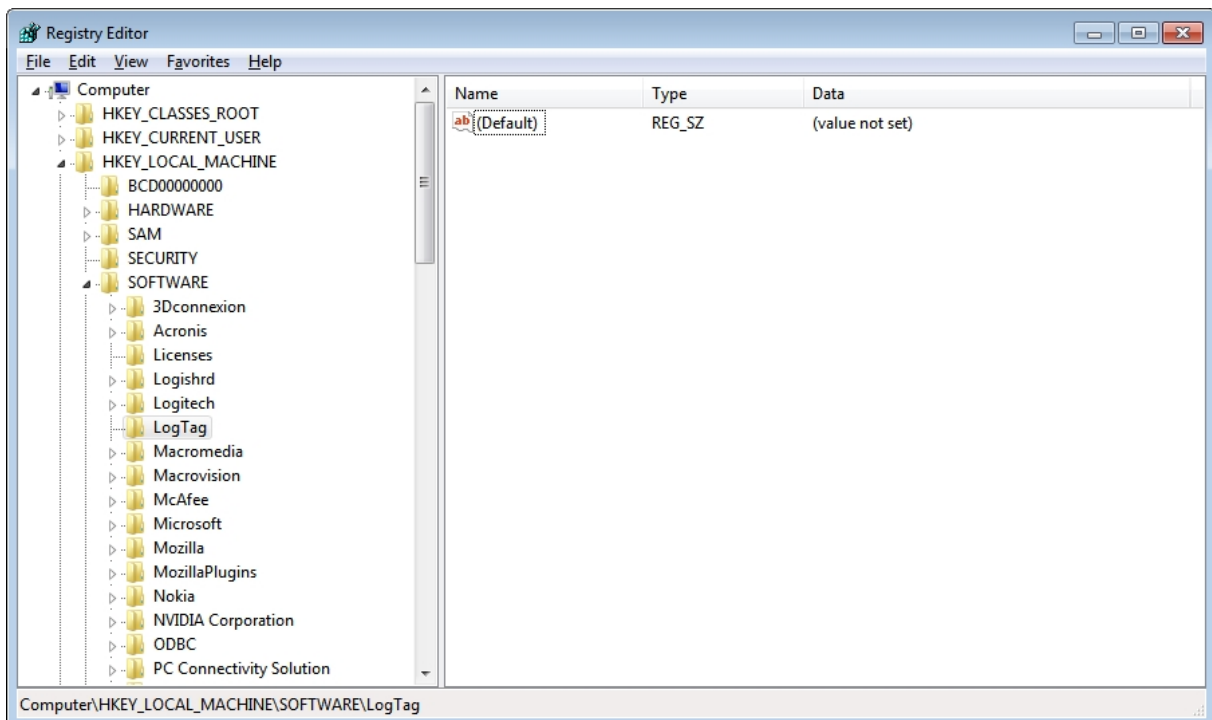 Registry Editor
File Edit View Favorites Help
Computer
HKEY_CLASSES_ROOT
HKEY_CURRENT_USER
HKEY_LOCAL_MACHINE
BCD00000000
HARDWARE
SAM
SECURITY
SOFTWARE
3Dconnexion
Acronis
Licenses
Logishrd
Logitech
LogTag
Macromedia
Macrovision
McAfee
Microsoft
Mozilla
MozillaPlugins
Nokia
NVIDIA Corporation
ODBC
PC Connectivity Solution
Name Type Data
ab (Default) REG_SZ (value not set)
Computer\HKEY_LOCAL_MACHINE\SOFTWARE\LogTag